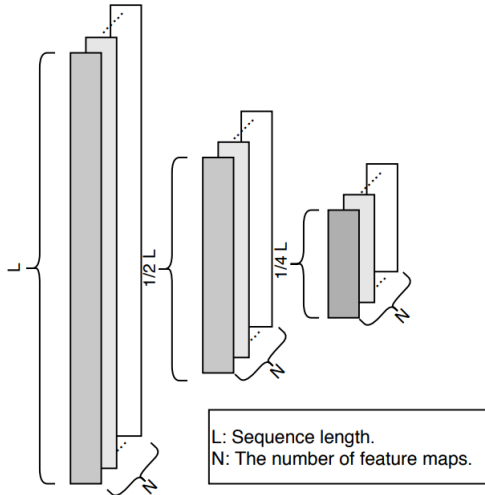 L
1/2 L
1/4 L
N
N
N
L: Sequence length.
N: The number of feature maps.